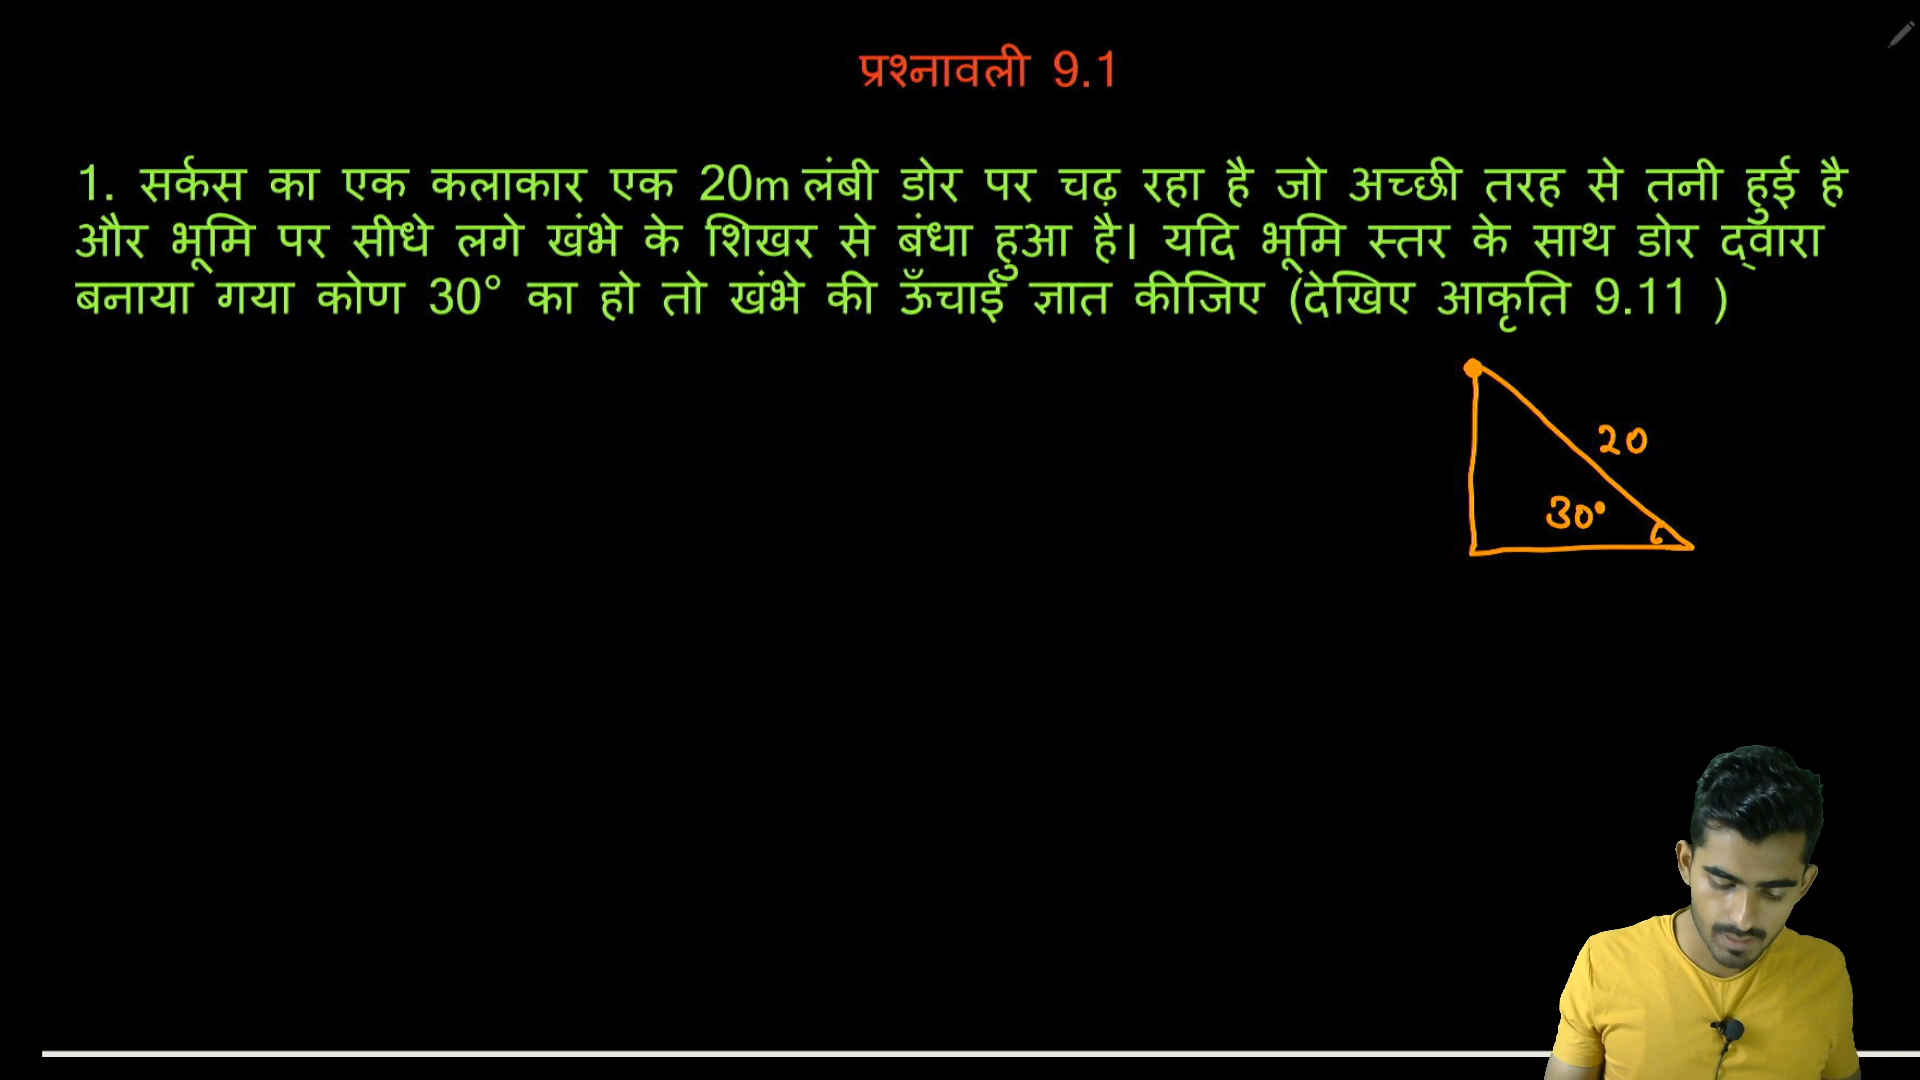 प्रश्नावली 9.1
1. सर्कस का एक कलाकार एक 20m लंबी डोर पर चढ़ रहा है जो अच्छी तरह से तनी हुई है
और भूमि पर सीधे लगे खंभे के शिखर से बंधा हुआ है। यदि भूमि स्तर के साथ डोर द्वारा
बनाया गया कोण 30° का हो तो खंभे की ऊँचाई ज्ञात कीजिए (देखिए आकृति 9.11 )
20
30°